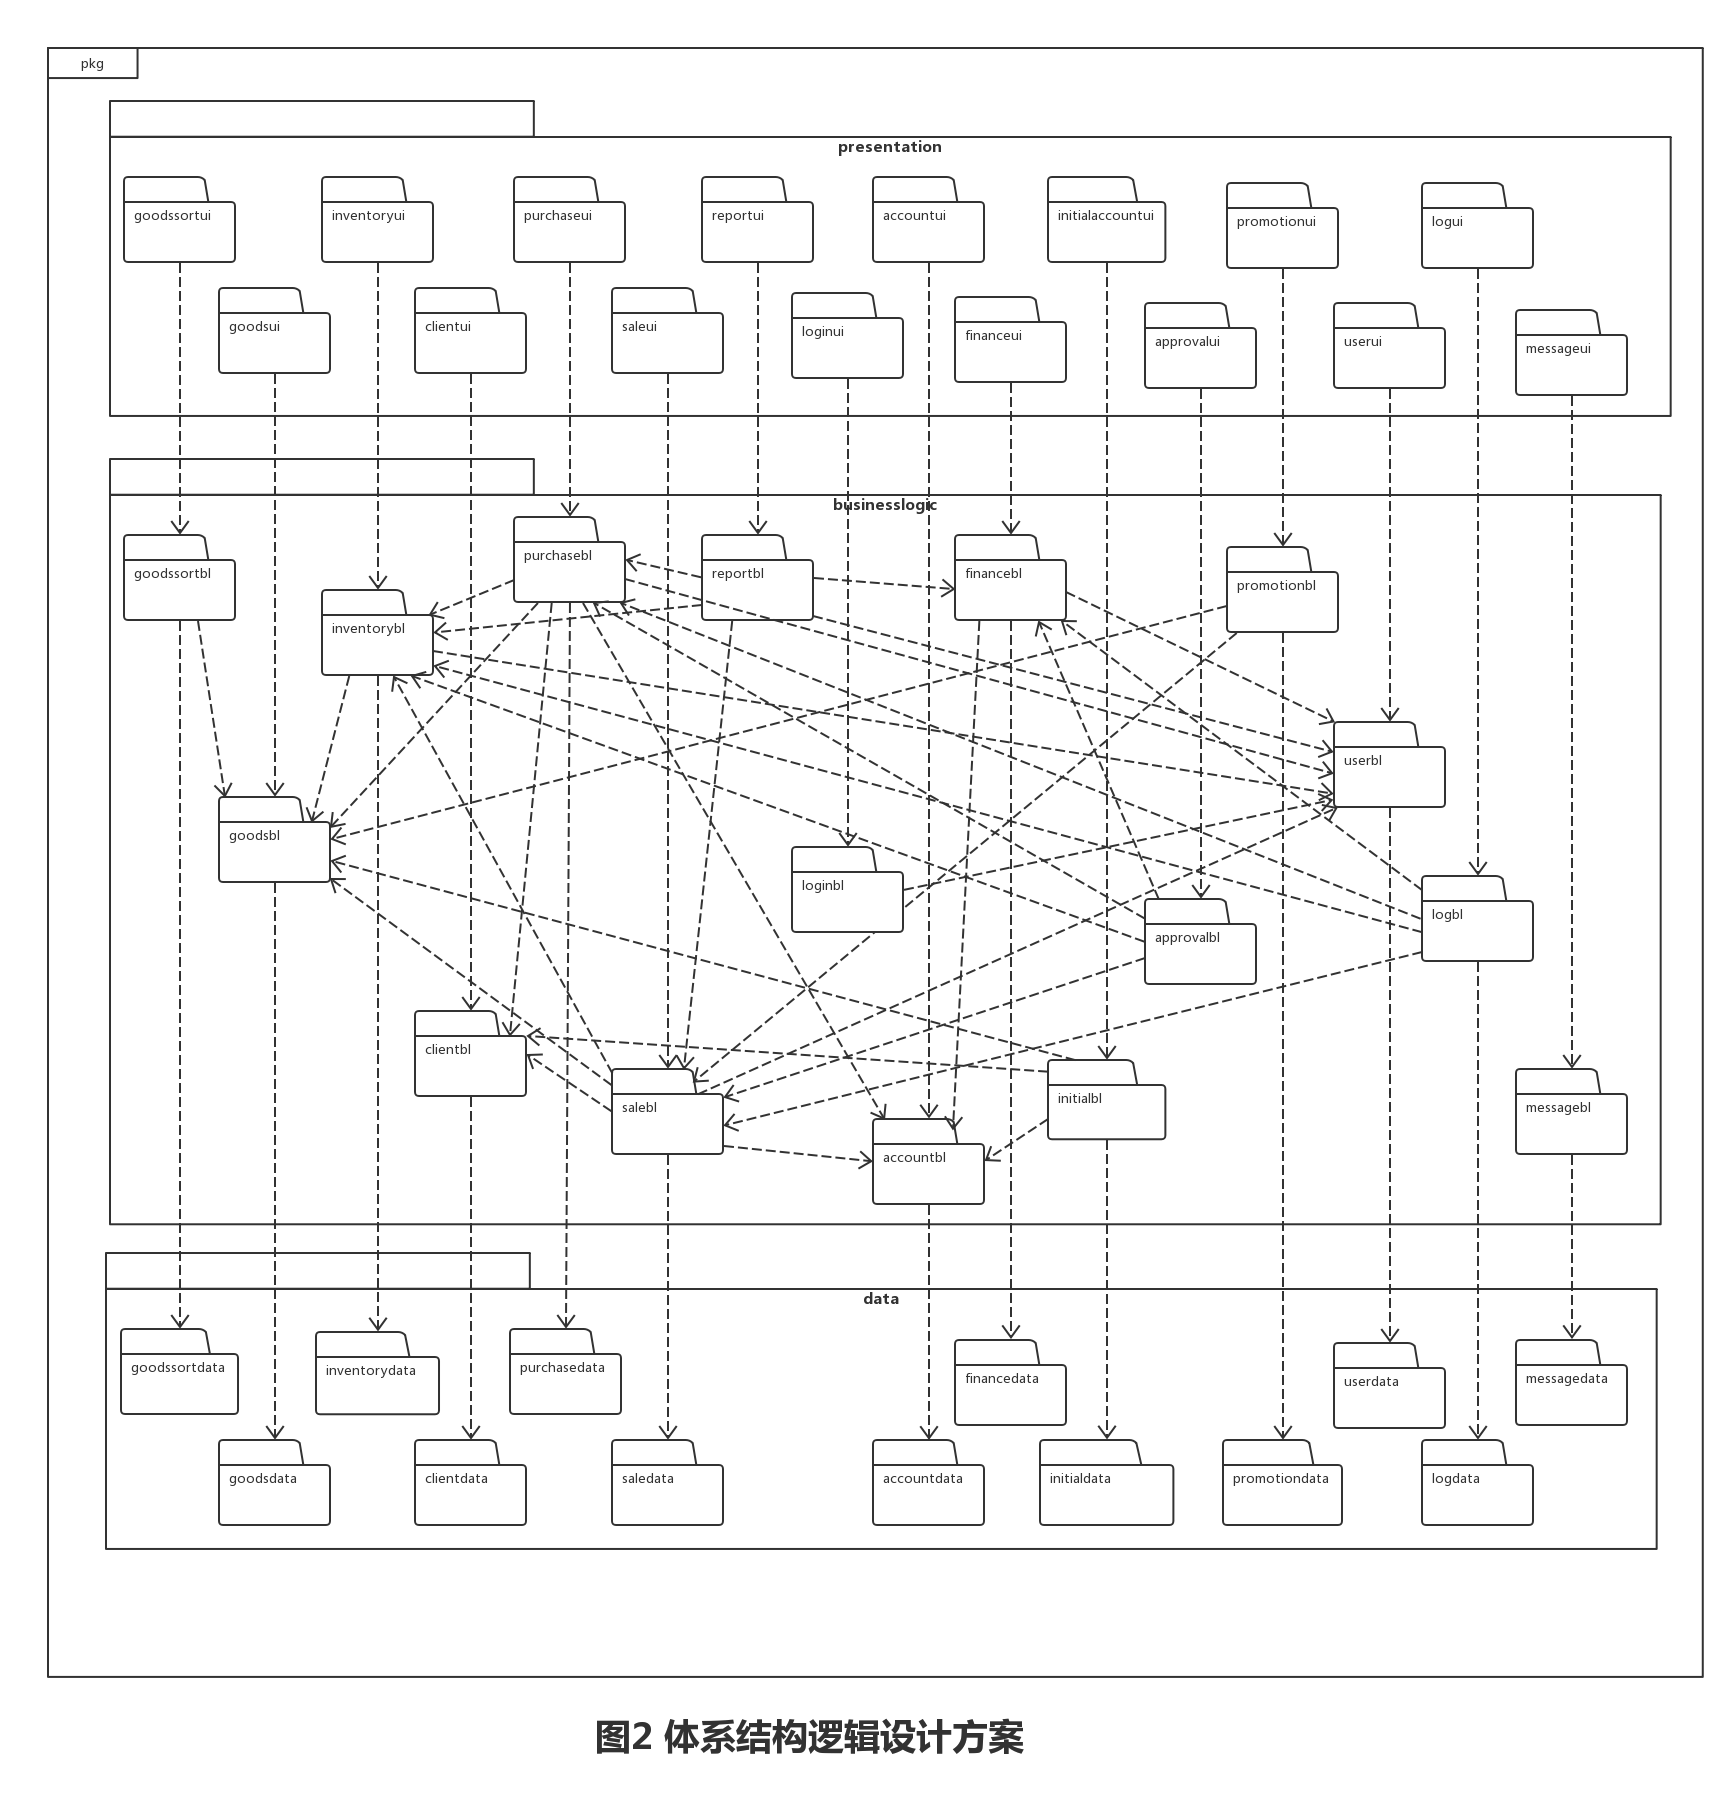 pkg
presentation
goodssortui
inventoryui
purchaseui
reportui
accountui
initialaccountui
promotionui
logui
goodsui
clientui
saleui
loginui
financeui
approvalui
userui
messageui
businesslogic
goodssortbl
inventorybl
purchasebl
reportbl
financebl
promotionbl
userbl
goodsbl
loginbl
approvalbl
logbl
clientbl
salebl
accountbl
initialbl
messagebl
data
goodssortdata
inventorydata
purchasedata
financedata
userdata
messagedata
goodsdata
clientdata
saledata
accountdata
initialdata
promotiondata
logdata
图2 体系结构逻辑设计方案